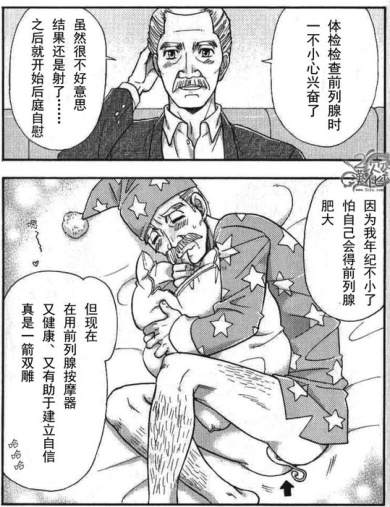 体检检查前列腺时
一不小心兴奋了
虽然很不好意思
结果还是射了……
之后就开始后庭自慰
因为我年纪不小了
怕自己会得前列腺
肥大
但现在
在用前列腺按摩器
又健康、又有助于建立自信
真是一箭双雕